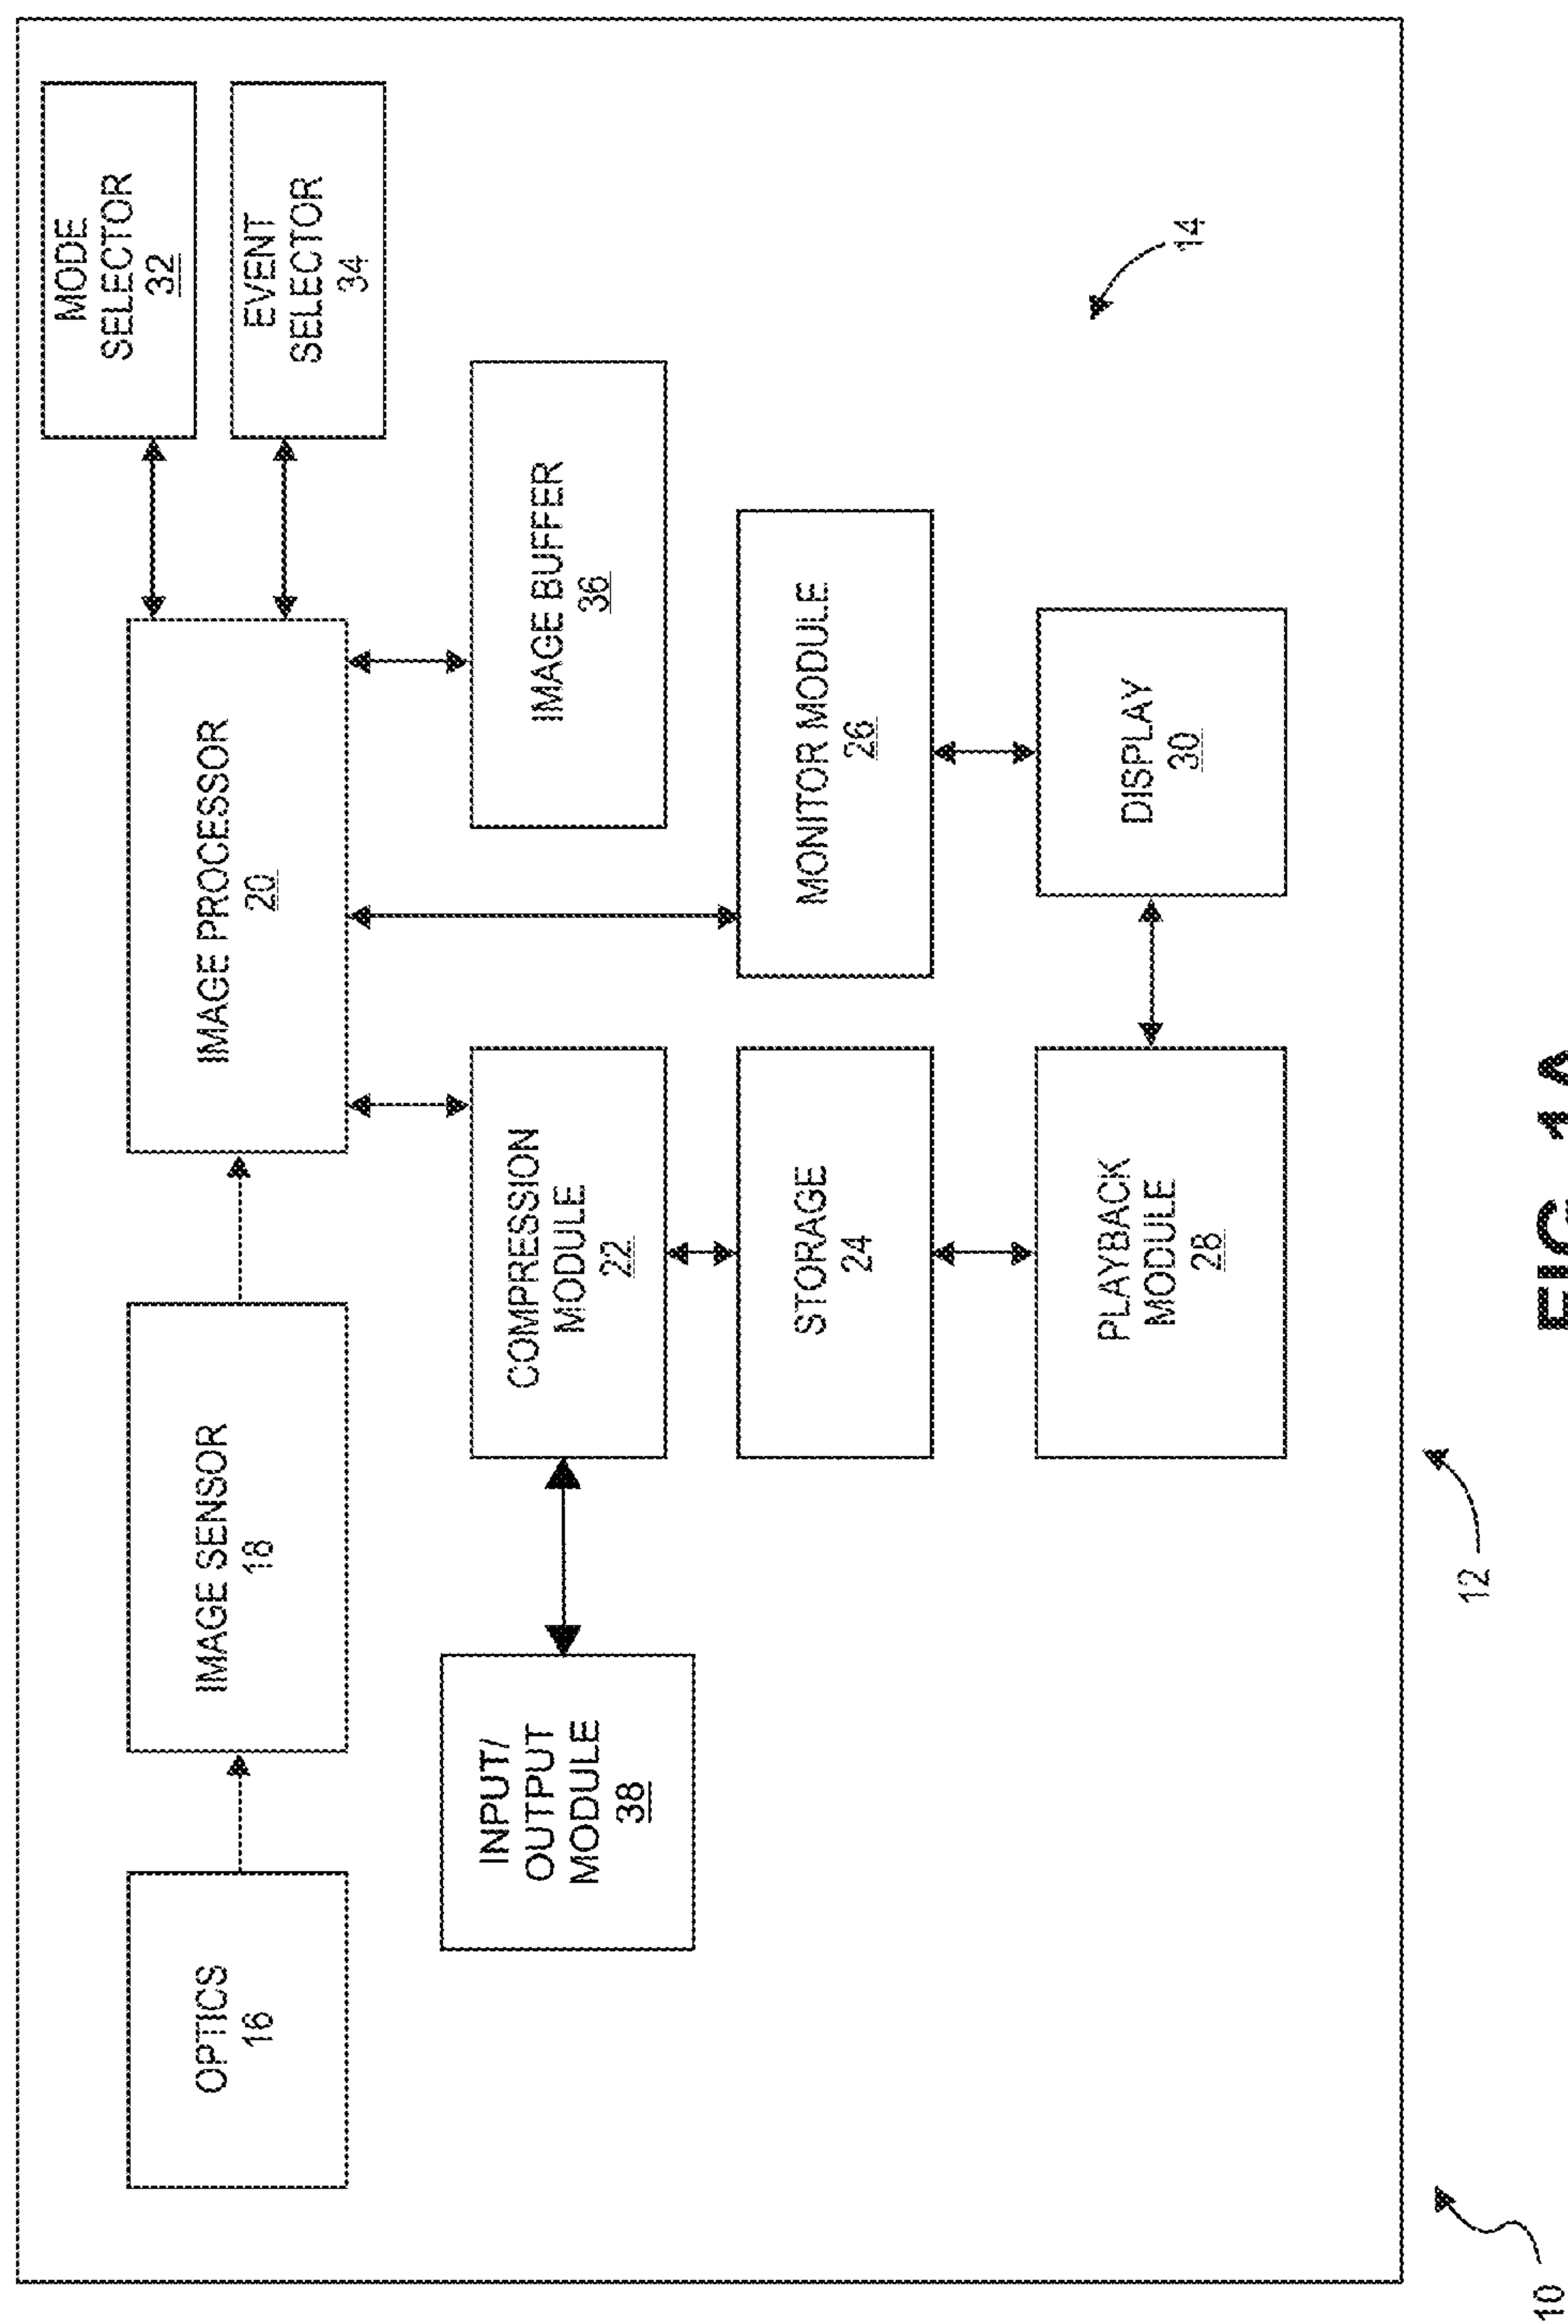 OPTICS
16
IMAGE SENSOR
18
IMAGE PROCESSOR
20
MODE
SELECTOR
32
EVENT
SELECTOR
34
INPUT/
OUTPUT
MODULE
38
COMPRESSION
MODULE
22
IMAGE BUFFER
36
STORAGE
24
MONITOR MODULE
26
PLAYBACK
MODULE
28
DISPLAY
30
14
12
10
FIG. 1A